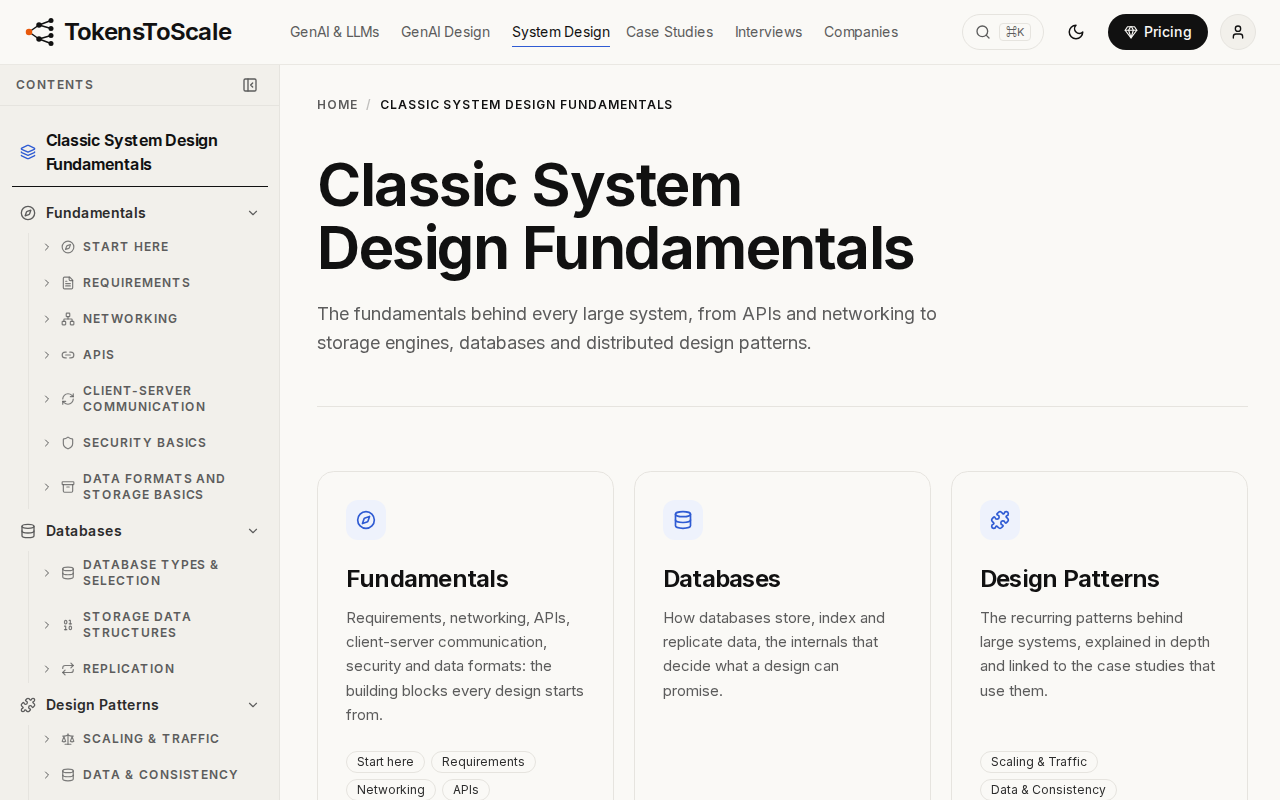 TokensToScale
GenAI & LLMs
GenAI Design
System Design
Case Studies
Interviews
Companies
⌘K
Pricing
CONTENTS
Classic System Design
Fundamentals
Fundamentals
START HERE
REQUIREMENTS
NETWORKING
APIS
CLIENT-SERVER
COMMUNICATION
SECURITY BASICS
DATA FORMATS AND
STORAGE BASICS
Databases
DATABASE TYPES &
SELECTION
STORAGE DATA
STRUCTURES
REPLICATION
Design Patterns
SCALING & TRAFFIC
DATA & CONSISTENCY
HOME / CLASSIC SYSTEM DESIGN FUNDAMENTALS
Classic System
Design Fundamentals
The fundamentals behind every large system, from APIs and networking to
storage engines, databases and distributed design patterns.
Fundamentals
Requirements, networking, APIs,
client-server communication,
security and data formats: the
building blocks every design starts
from.
Start here
Requirements
Networking
APIs
Databases
How databases store, index and
replicate data, the internals that
decide what a design can
promise.
Design Patterns
The recurring patterns behind
large systems, explained in depth
and linked to the case studies that
use them.
Scaling & Traffic
Data & Consistency